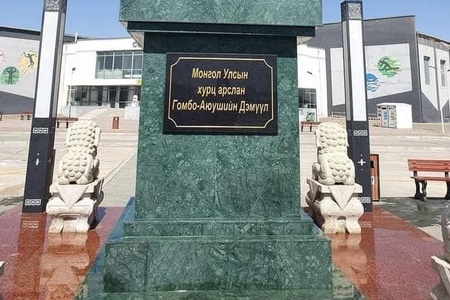 Монгол Улсын
хурц арслан
Гомбо-Аюушийн Дэмүүл